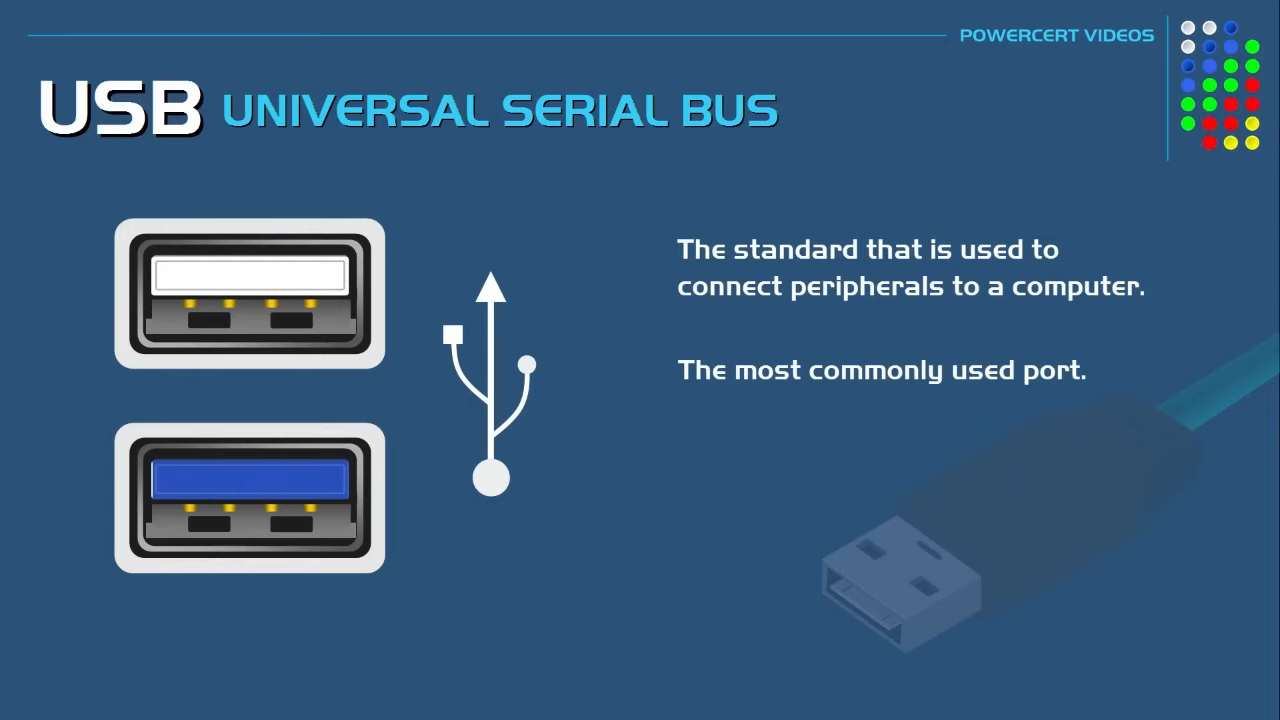 POWERCERT VIDEOS
USB UNIVERSAL SERIAL BUS
The standard that is used to
connect peripherals to a computer.
The most commonly used port.